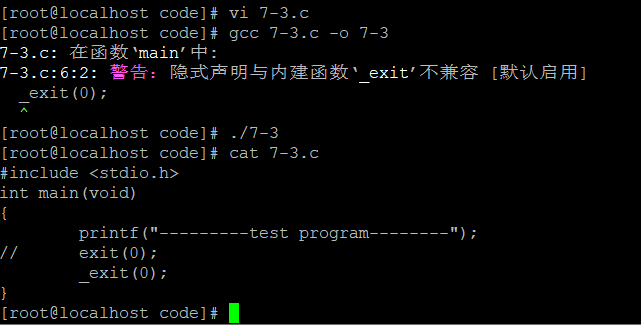 [root@localhost code]# vi 7-3.c
[root@localhost code]# gcc 7-3.c -o 7-3
7-3.c: 在函数‘main’中:
7-3.c:6:2: 警告：隐式声明与内建函数‘_exit’不兼容 [默认启用]
  _exit(0);
  ^
[root@localhost code]# ./7-3
[root@localhost code]# cat 7-3.c
#include <stdio.h>
int main(void)
{
        printf("---------test program--------");
//      exit(0);
        _exit(0);
}
[root@localhost code]#